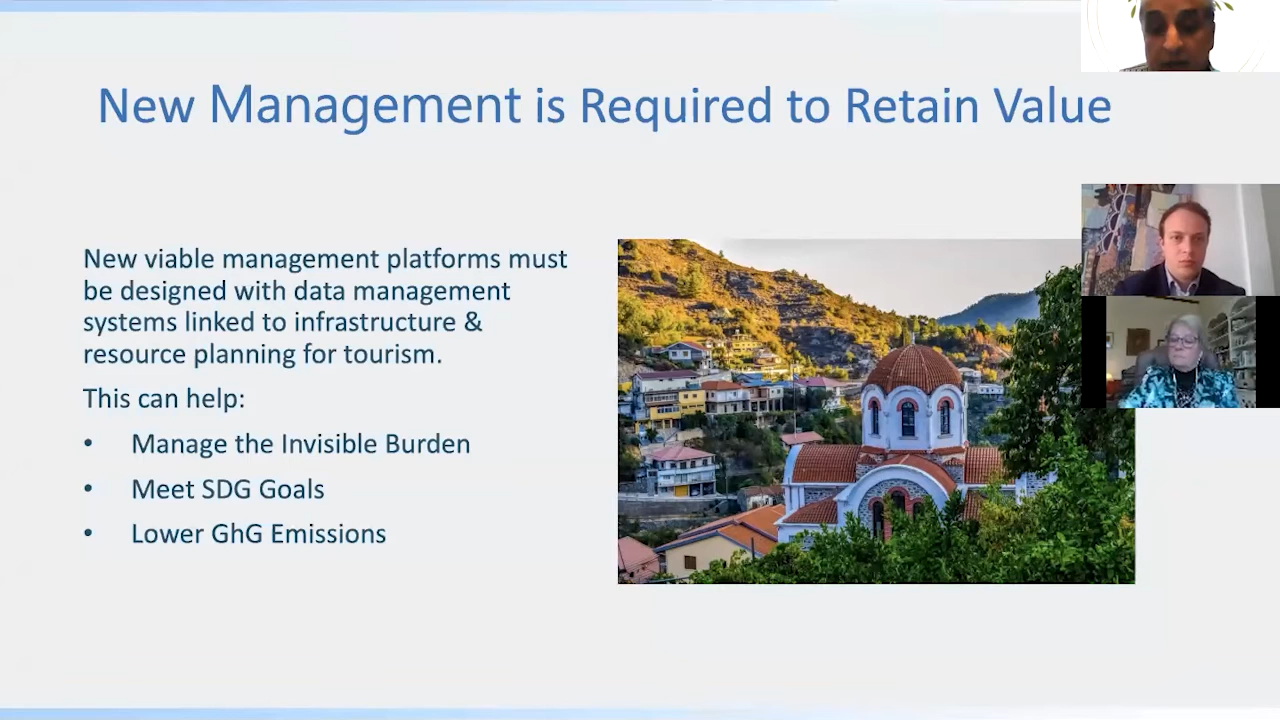 New Management is Required to Retain Value
New viable management platforms must
be designed with data management
systems linked to infrastructure &
resource planning for tourism.
This can help:
• Manage the Invisible Burden
• Meet SDG Goals
• Lower GhG Emissions